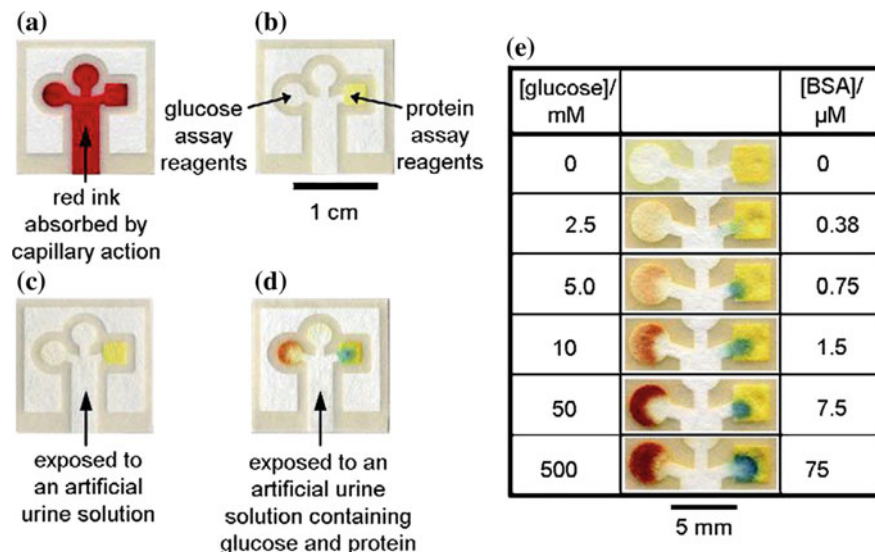 (a)
red ink
absorbed by
capillary action
(b)
glucose
assay
reagents
protein
assay
reagents
1 cm
(c)
exposed to
an artificial
urine solution
(d)
exposed to an
artificial urine
solution containing
glucose and protein
(e)
[glucose]/
mM
[BSA]/
µM
0
0
2.5
0.38
5.0
0.75
10
1.5
50
7.5
500
75
5 mm